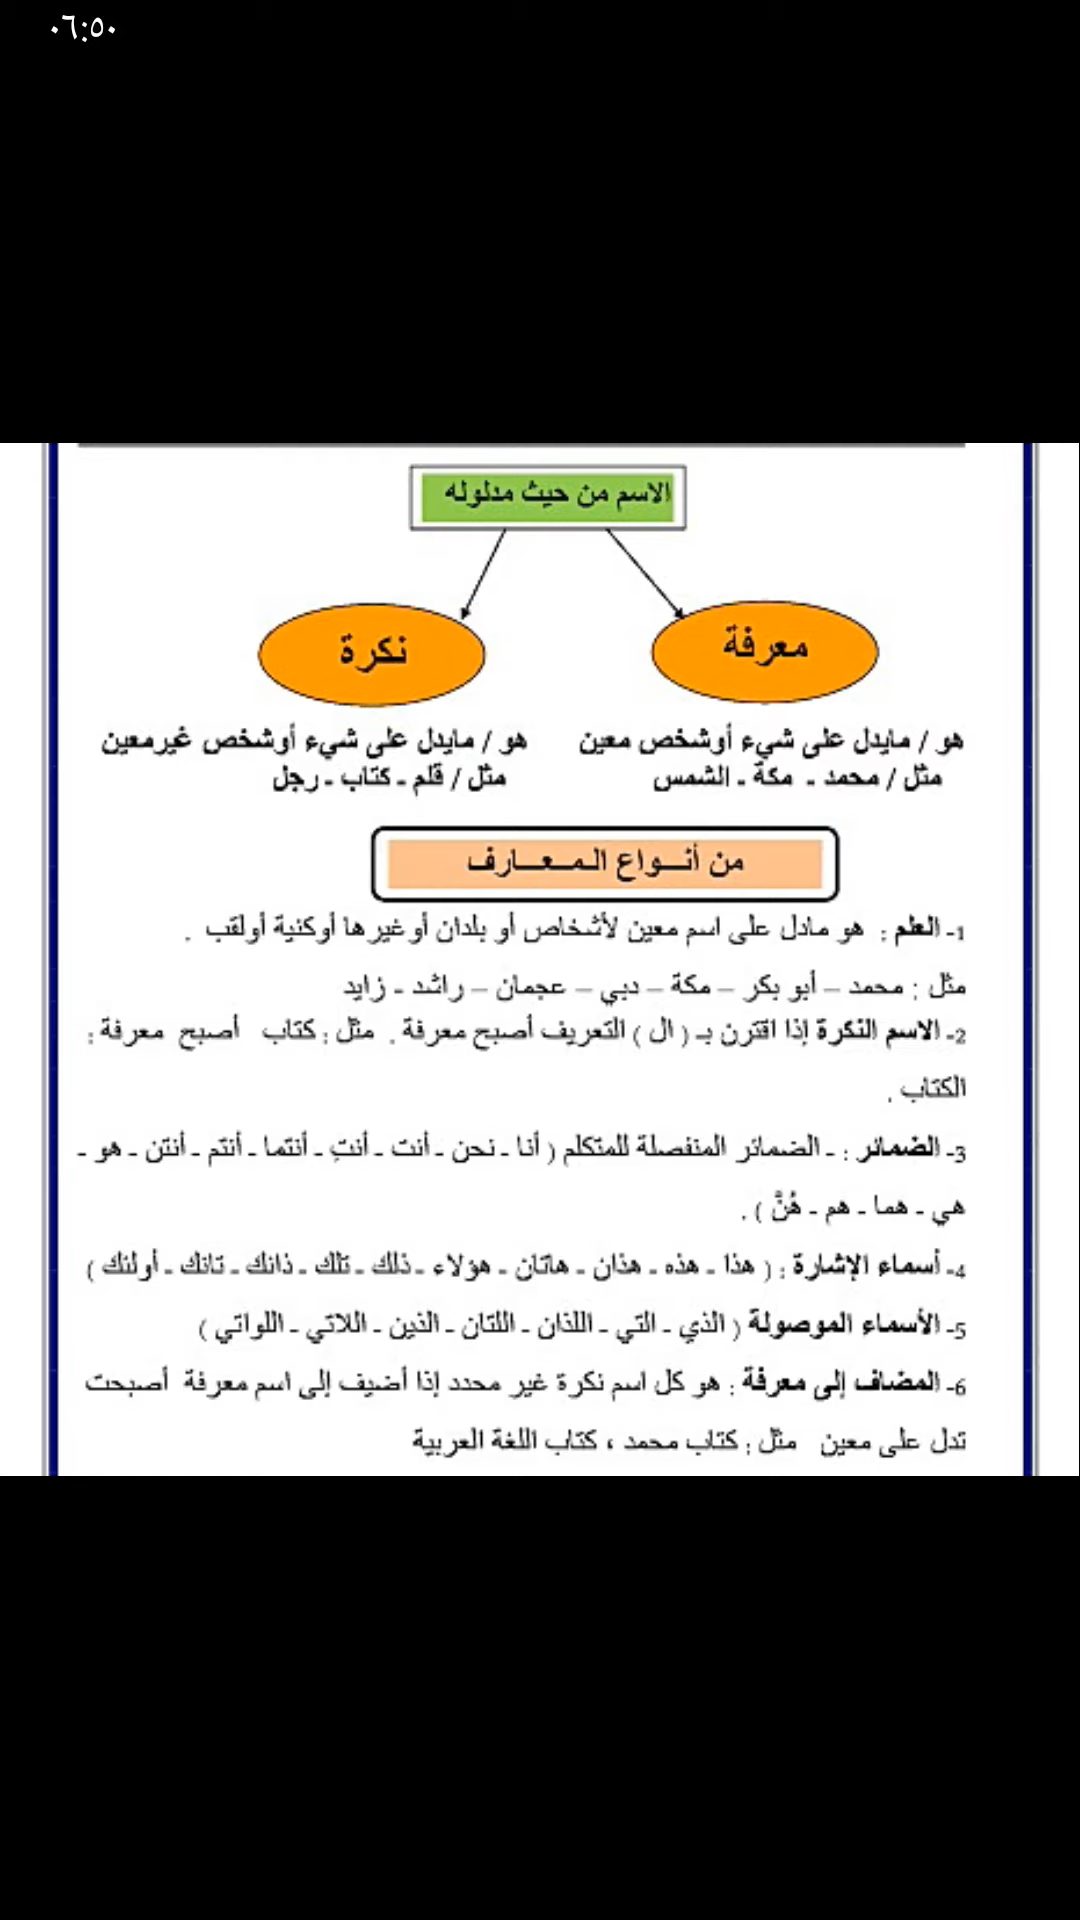 ٠٦:٥٠
الاسم من حيث مدلوله
معرفة
نكرة
هو / مايدل على شيء أوشخص معين
مثل / محمد - مكة - الشمس
هو / مايدل على شيء أوشخص غيرمعين
مثل / قلم - كتاب - رجل
من أنـــواع الـمـعـــارف
1- العلم : هو مادل على اسم معين لأشخاص أو بلدان أوغيرها أوكنية أولقب .
مثل : محمد – أبو بكر – مكة – دبي – عجمان – راشد - زايد
2- الاسم النكرة إذا اقترن بـ ( ال ) التعريف أصبح معرفة . مثل : كتاب أصبح معرفة :
الكتاب .
3- الضمائر : - الضمائر المنفصلة للمتكلم ( أنا - نحن - أنت - أنتِ - أنتما - أنتم - أنتن - هو -
هي - هما - هم - هُنَّ ) .
4- أسماء الإشارة : ( هذا - هذه - هذان - هاتان - هؤلاء - ذلك - تلك - ذانك - تانك - أولئك )
5- الأسماء الموصولة ( الذي - التي - اللذان - اللتان - الذين - اللاتي - اللواتي )
6- المضاف إلى معرفة : هو كل اسم نكرة غير محدد إذا أضيف إلى اسم معرفة أصبحت
تدل على معين مثل : كتاب محمد ، كتاب اللغة العربية